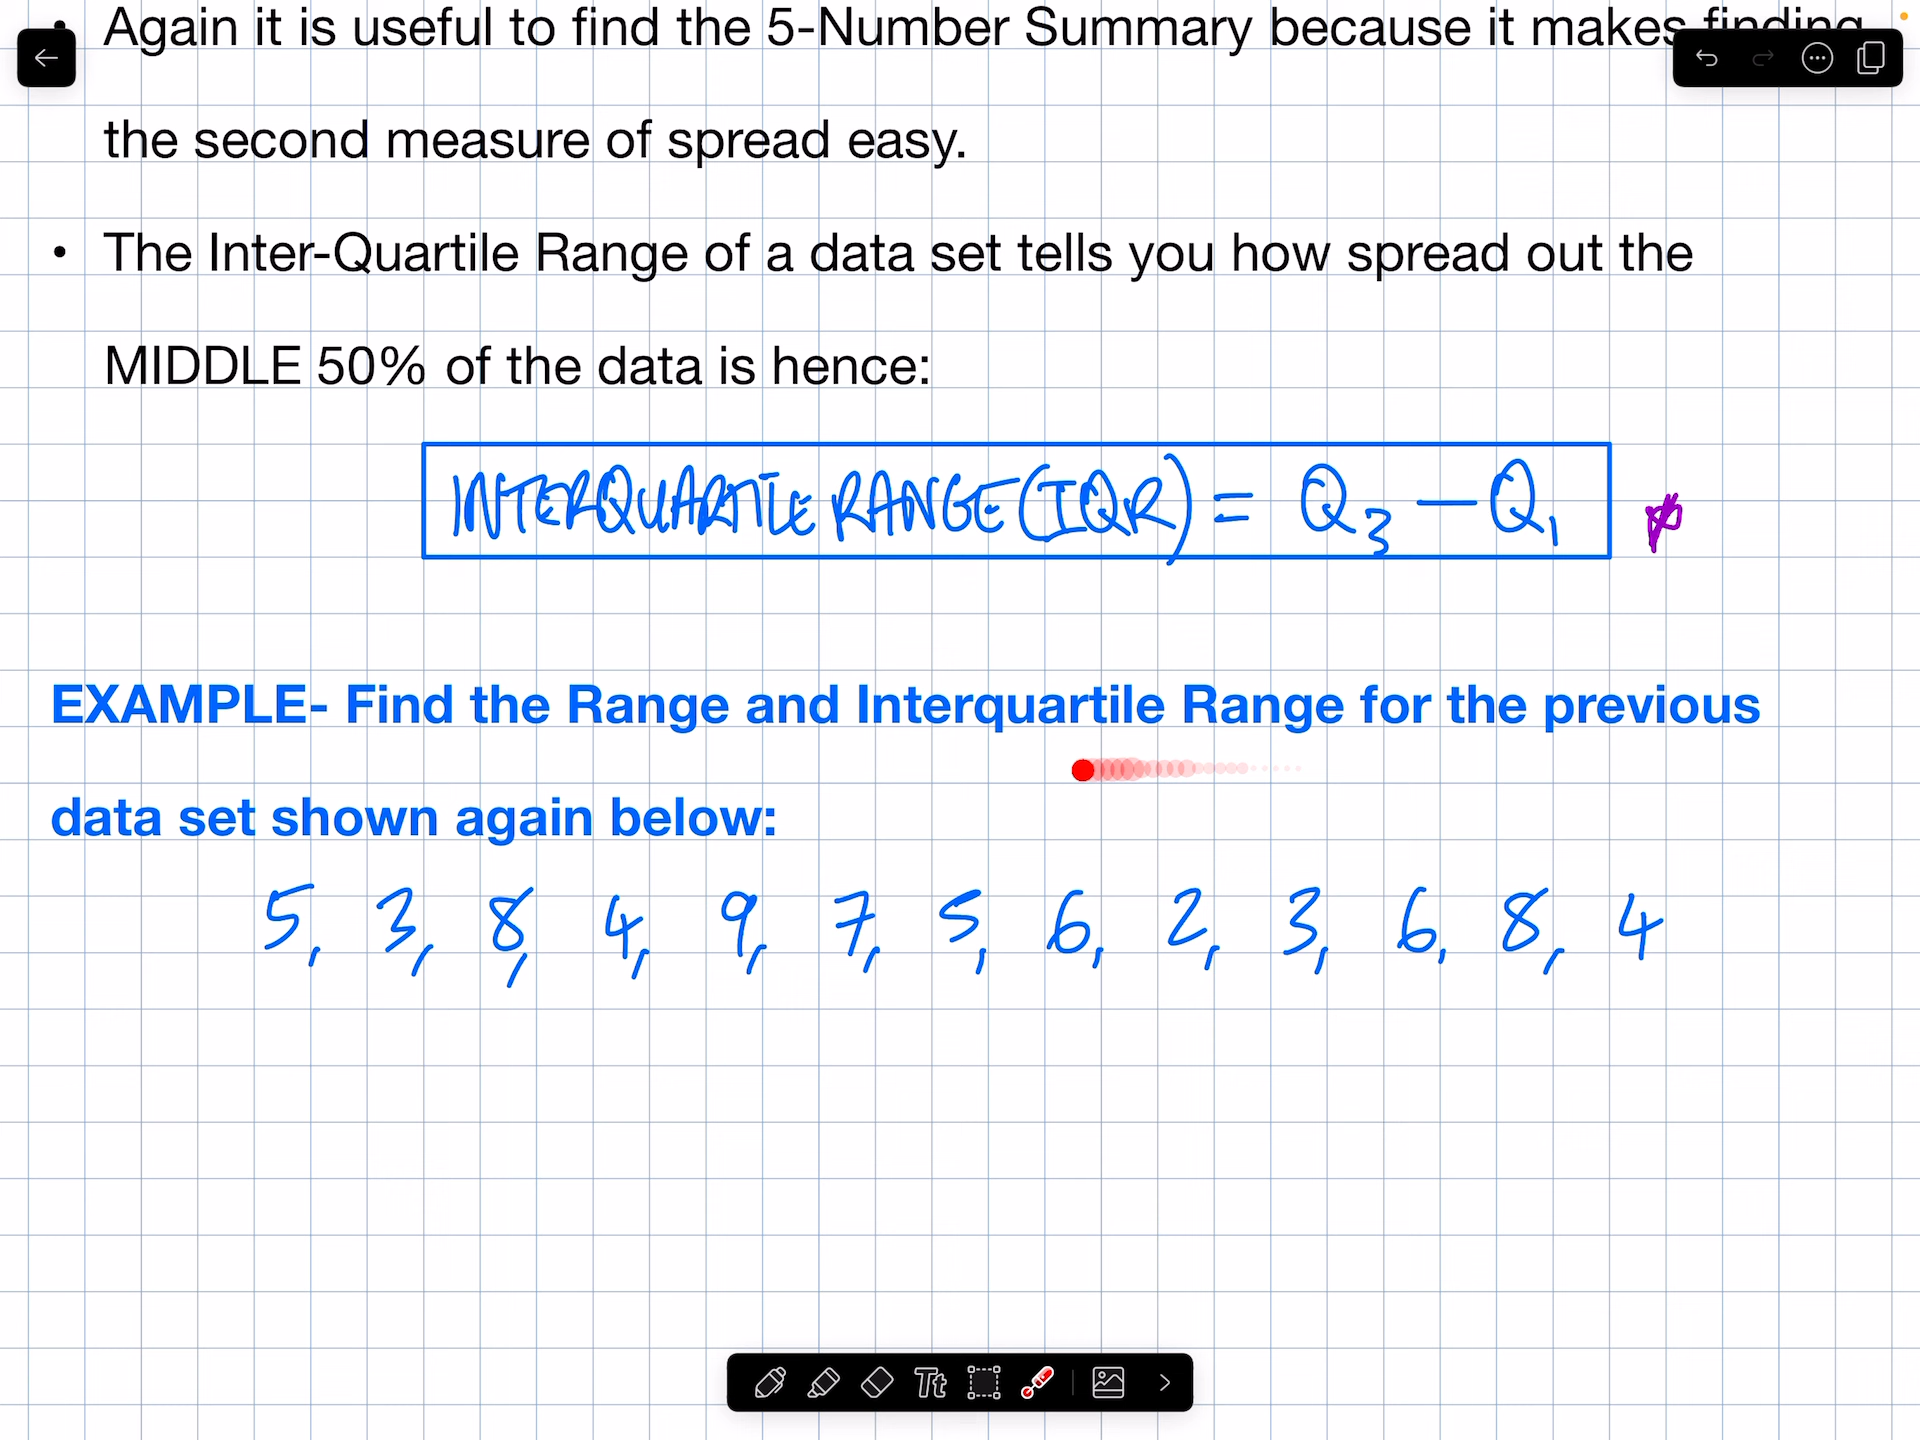 • Again it is useful to find the 5-Number Summary because it makes finding
the second measure of spread easy.
• The Inter-Quartile Range of a data set tells you how spread out the
MIDDLE 50% of the data is hence:
INTERQUARTILE RANGE (IQR) = Q3 - Q1
EXAMPLE- Find the Range and Interquartile Range for the previous
data set shown again below:
5, 3, 8, 4, 9, 7, 5, 6, 2, 3, 6, 8, 4
Tt